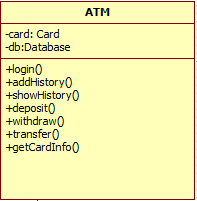 ATM
-card: Card
-db:Database
+login()
+addHistory()
+showHistory()
+deposit()
+withdraw()
+transfer()
+getCardInfo()